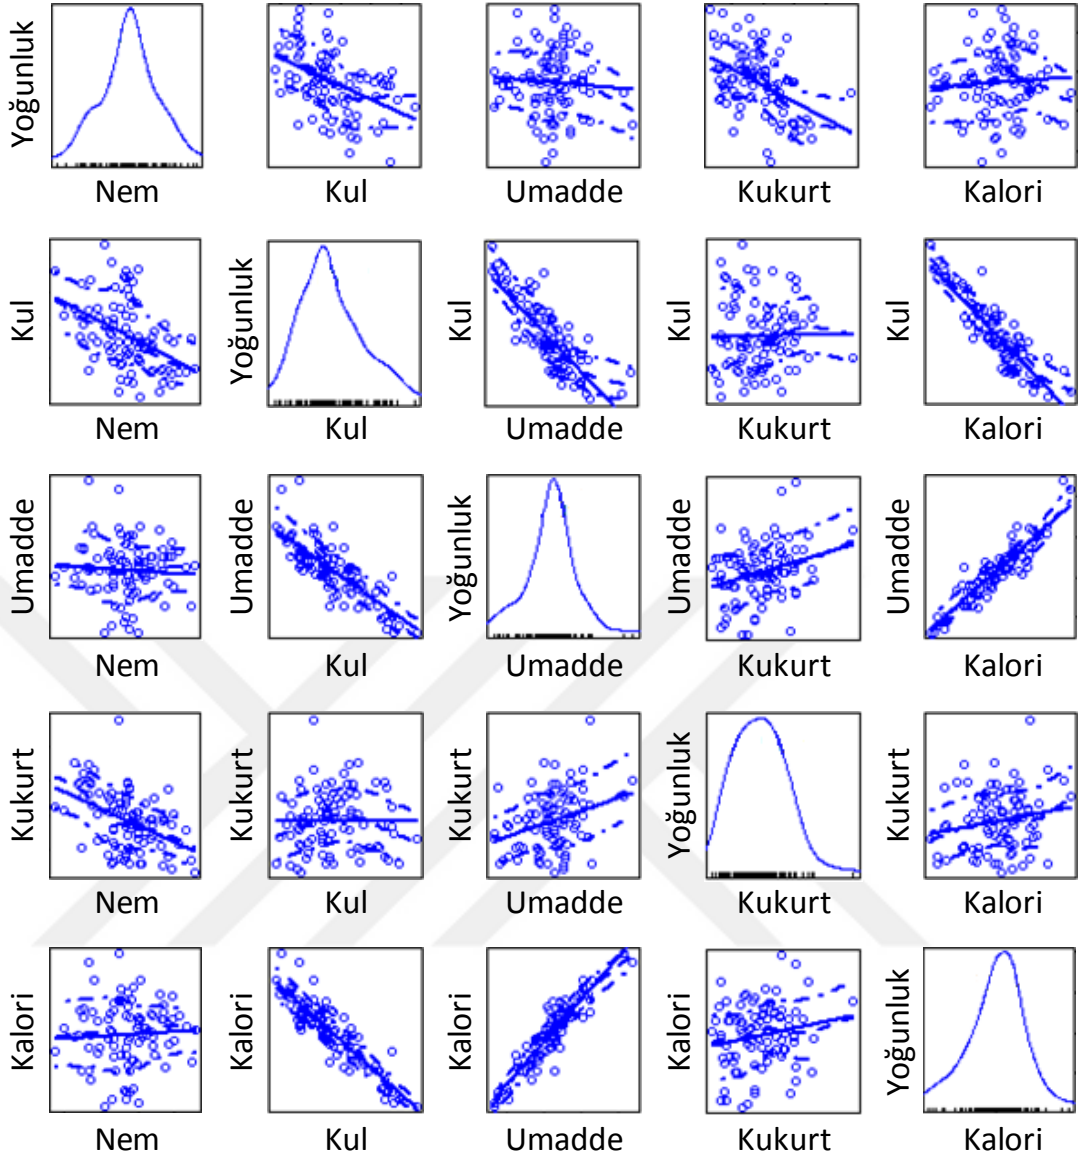 Yoğunluk
Nem Kul Umadde Kukurt Kalori
Kul Yoğunluk Kul Kul Kul
Nem Kul Umadde Kukurt Kalori
Umadde Umadde Yoğunluk Umadde Umadde
Nem Kul Umadde Kukurt Kalori
Kukurt Kukurt Kukurt Yoğunluk Kukurt
Nem Kul Umadde Kukurt Kalori
Kalori Kalori Kalori Kalori Yoğunluk
Nem Kul Umadde Kukurt Kalori